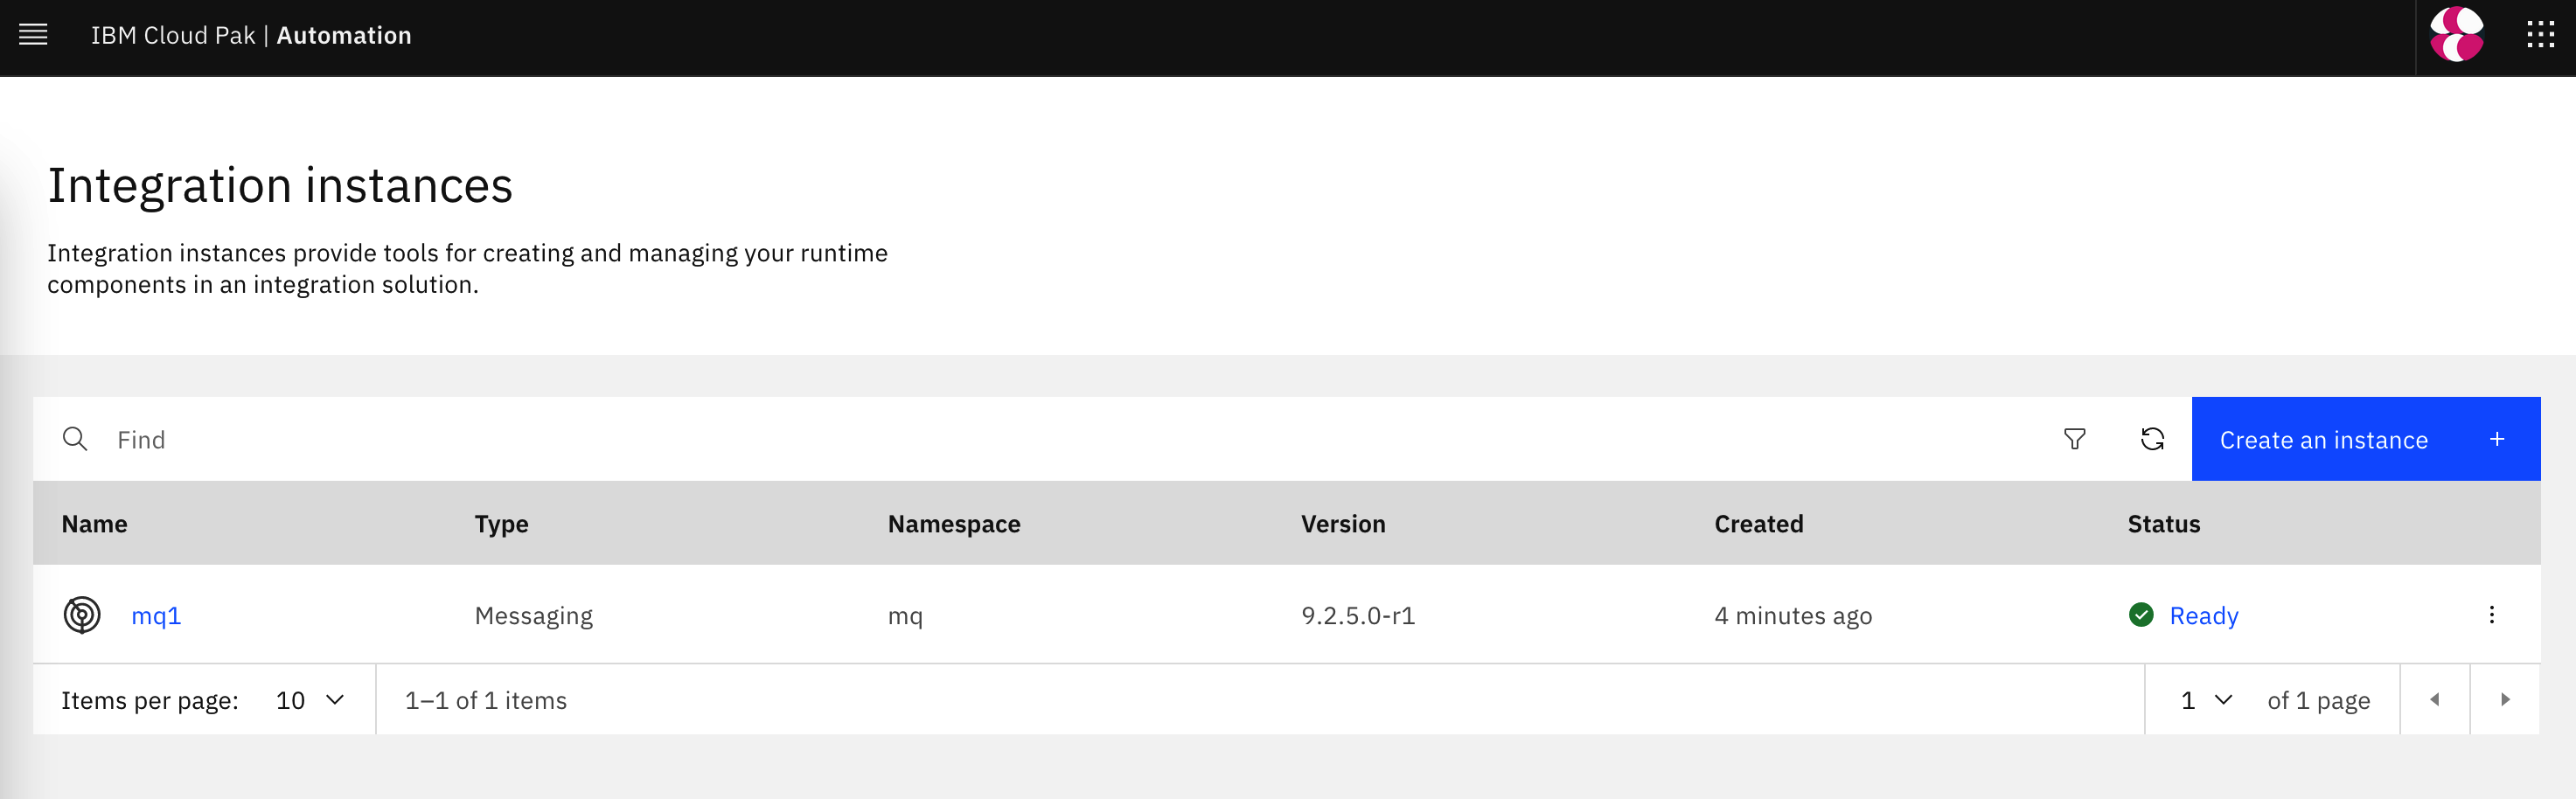 IBM Cloud Pak | Automation
Integration instances
Integration instances provide tools for creating and managing your runtime
components in an integration solution.
Find
Create an instance +
Name Type Namespace Version Created Status
mq1 Messaging mq 9.2.5.0-r1 4 minutes ago Ready
Items per page: 10 1–1 of 1 items 1 of 1 page